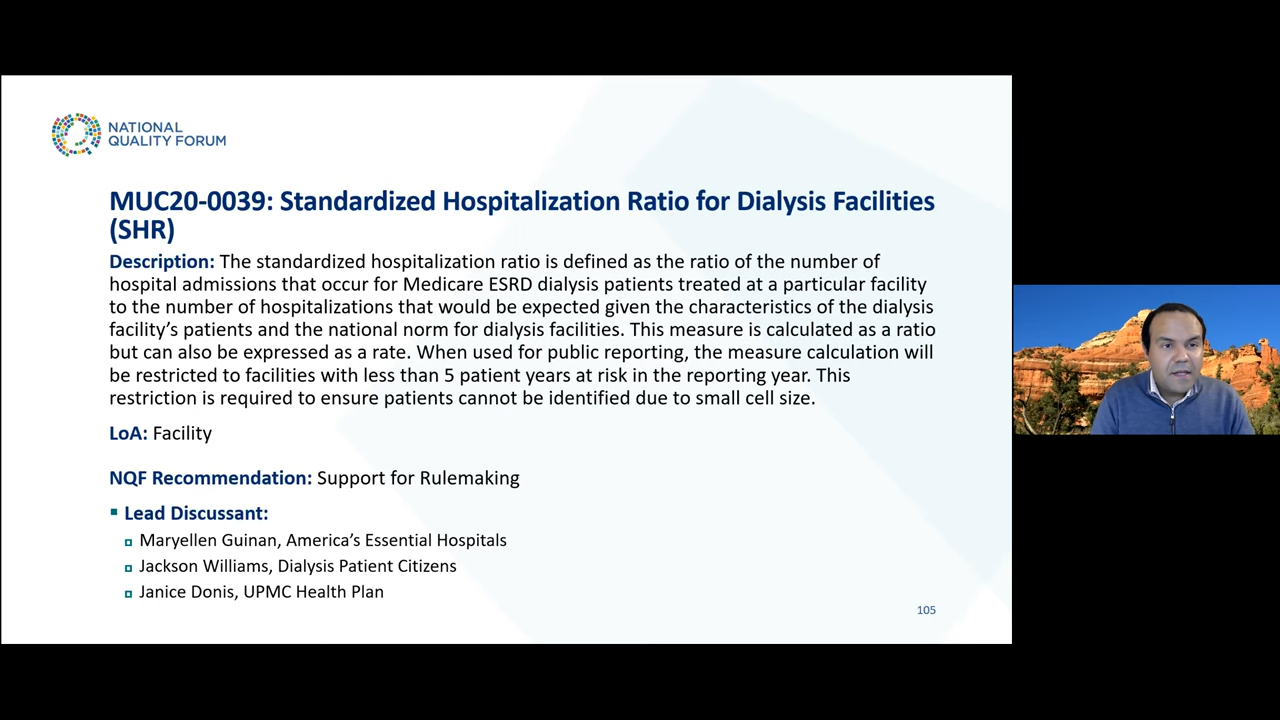 NATIONAL
QUALITY FORUM
MUC20-0039: Standardized Hospitalization Ratio for Dialysis Facilities
(SHR)
Description: The standardized hospitalization ratio is defined as the ratio of the number of
hospital admissions that occur for Medicare ESRD dialysis patients treated at a particular facility
to the number of hospitalizations that would be expected given the characteristics of the dialysis
facility’s patients and the national norm for dialysis facilities. This measure is calculated as a ratio
but can also be expressed as a rate. When used for public reporting, the measure calculation will
be restricted to facilities with less than 5 patient years at risk in the reporting year. This
restriction is required to ensure patients cannot be identified due to small cell size.
LoA: Facility
NQF Recommendation: Support for Rulemaking
Lead Discussant:
Maryellen Guinan, America’s Essential Hospitals
Jackson Williams, Dialysis Patient Citizens
Janice Donis, UPMC Health Plan
105